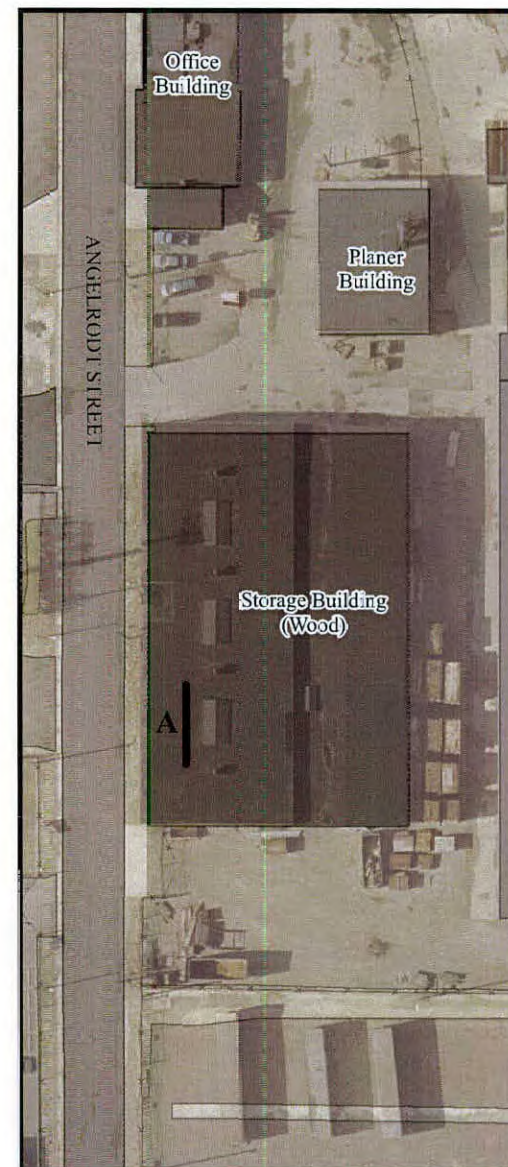 Office
Building
Planer
Building
ANGELRODT STREET
Storage Building
(Wood)
A